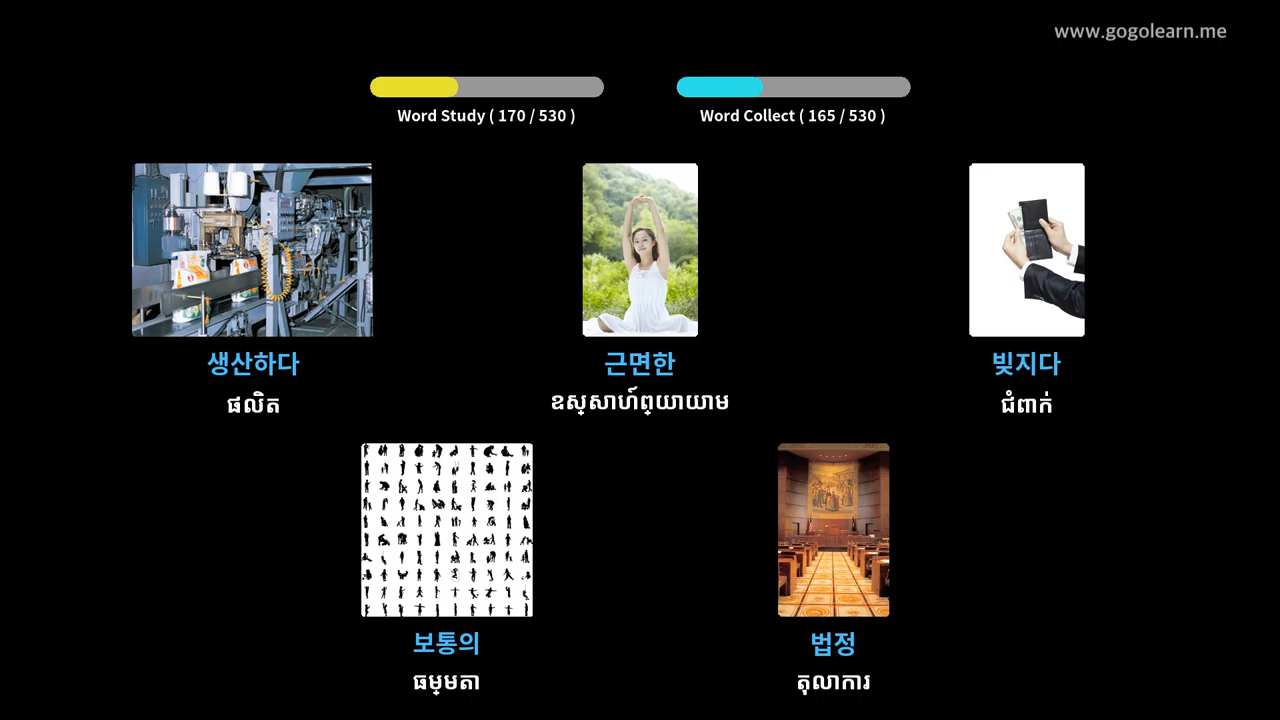 www.gogolearn.me
Word Study ( 170 / 530 )
Word Collect ( 165 / 530 )
생산하다
ផលិត
근면한
ឧស្សាហ៍ព្យាយាម
빚지다
ជំពាក់
보통의
ធម្មតា
법정
តុលាការ